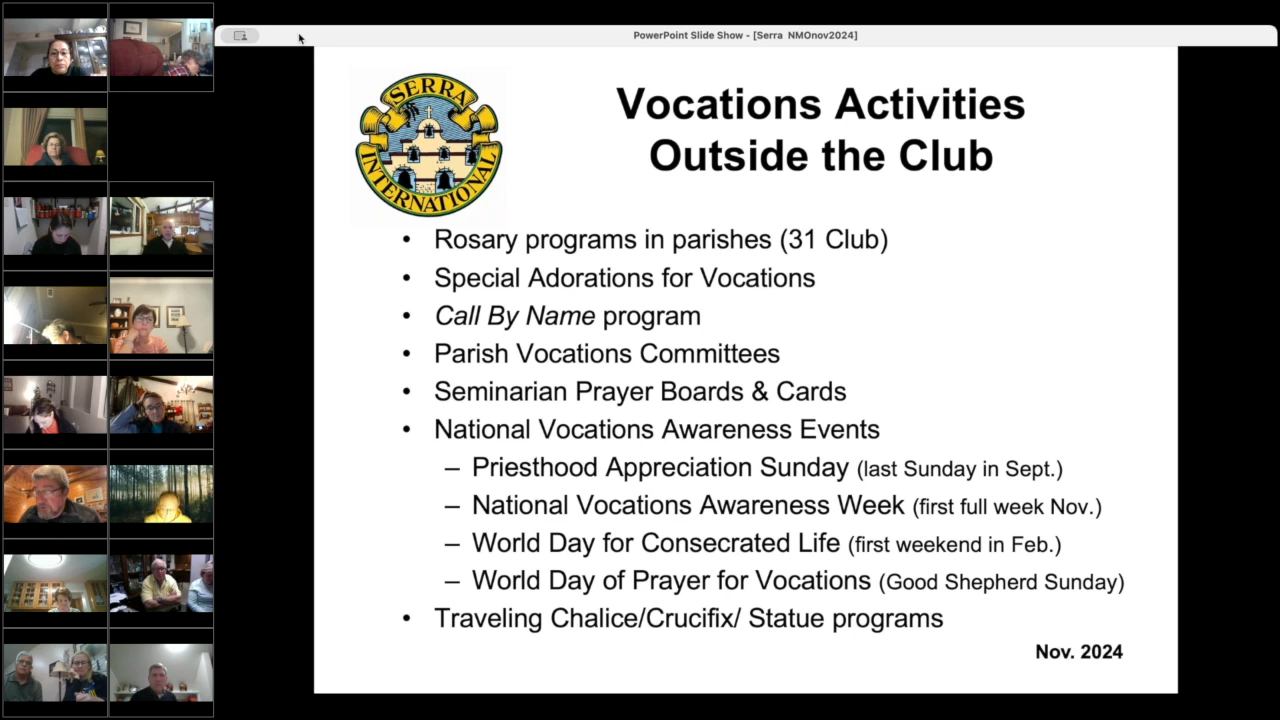 PowerPoint Slide Show - [Serra  NMOnov2024]
SERRA
INTERNATIONAL
Vocations Activities
Outside the Club
• Rosary programs in parishes (31 Club)
• Special Adorations for Vocations
• Call By Name program
• Parish Vocations Committees
• Seminarian Prayer Boards & Cards
• National Vocations Awareness Events
– Priesthood Appreciation Sunday (last Sunday in Sept.)
– National Vocations Awareness Week (first full week Nov.)
– World Day for Consecrated Life (first weekend in Feb.)
– World Day of Prayer for Vocations (Good Shepherd Sunday)
• Traveling Chalice/Crucifix/ Statue programs
Nov. 2024